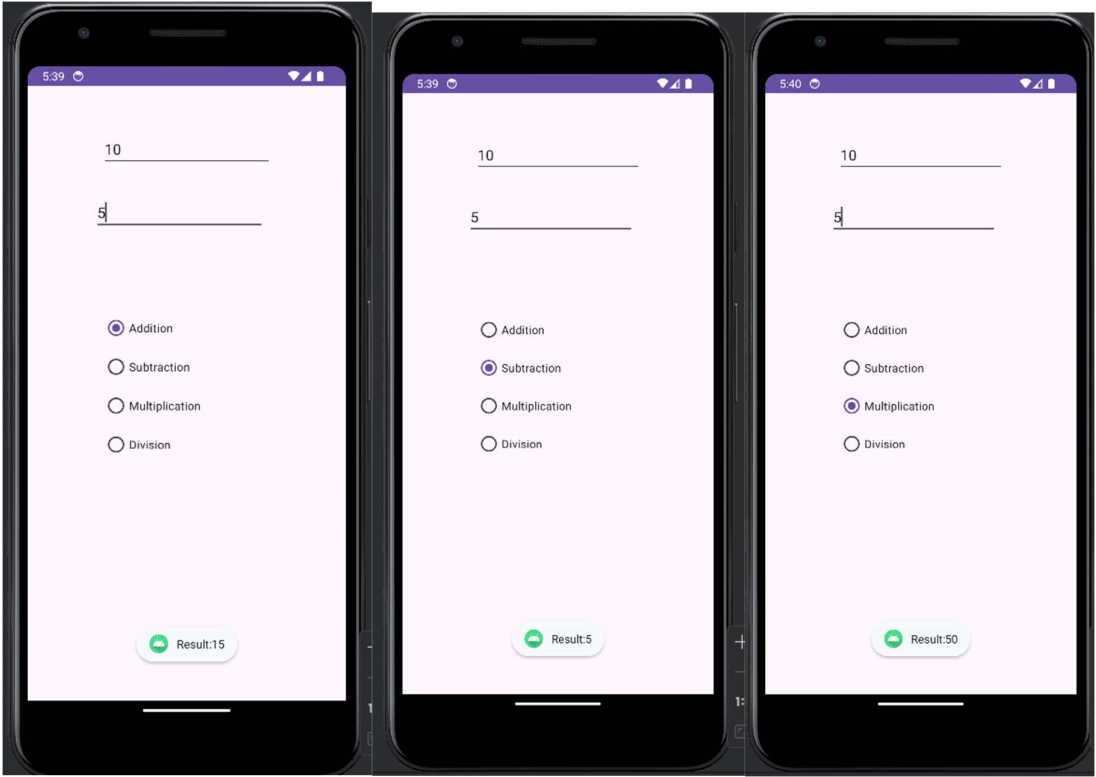 5:39
10
5
Addition
Subtraction
Multiplication
Division
Result:15
5:39
10
5
Addition
Subtraction
Multiplication
Division
Result:5
5:40
10
5
Addition
Subtraction
Multiplication
Division
Result:50